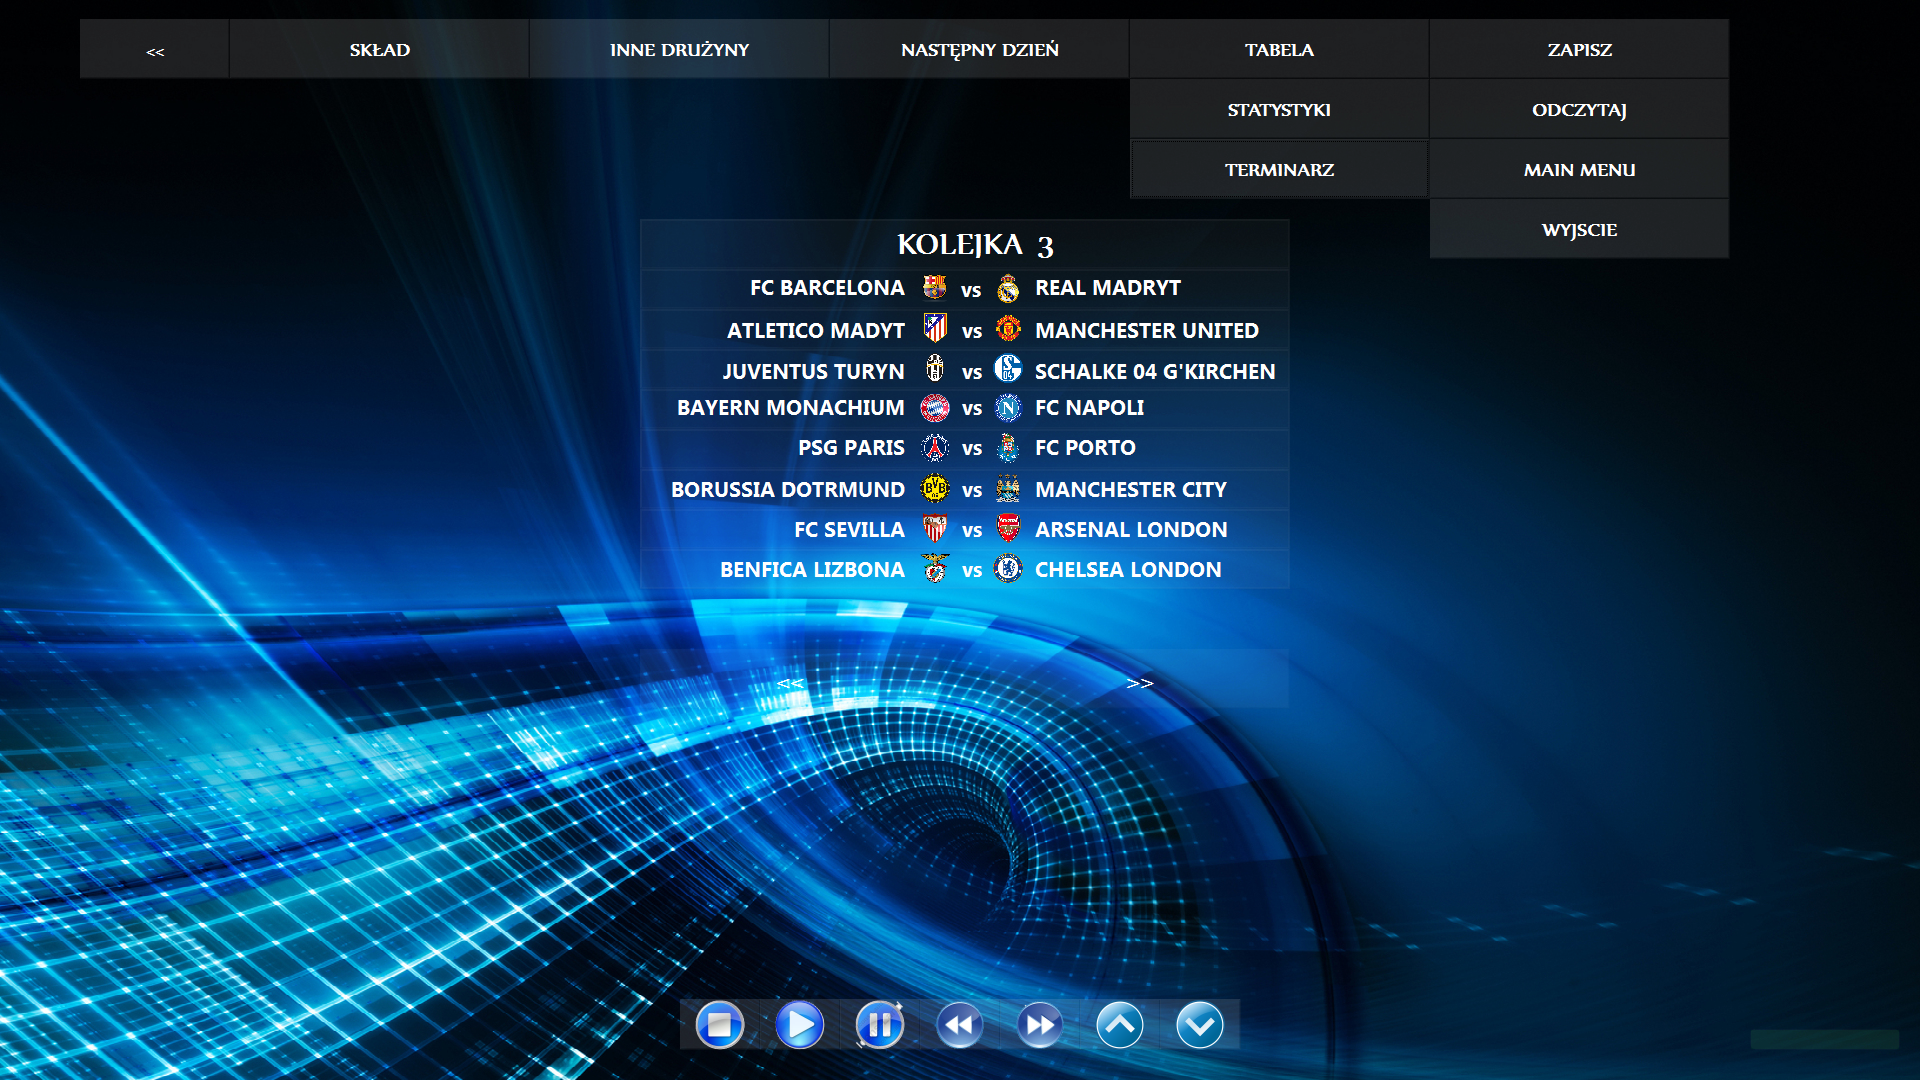 << SKŁAD INNE DRUŻYNY NASTĘPNY DZIEŃ TABELA ZAPISZ
STATYSTYKI ODCZYTAJ
TERMINARZ MAIN MENU
WYJSCIE
KOLEJKA 3
FC BARCELONA vs REAL MADRYT
ATLETICO MADYT vs MANCHESTER UNITED
JUVENTUS TURYN vs SCHALKE 04 G'KIRCHEN
BAYERN MONACHIUM vs FC NAPOLI
PSG PARIS vs FC PORTO
BORUSSIA DOTRMUND vs MANCHESTER CITY
FC SEVILLA vs ARSENAL LONDON
BENFICA LIZBONA vs CHELSEA LONDON
<< >>